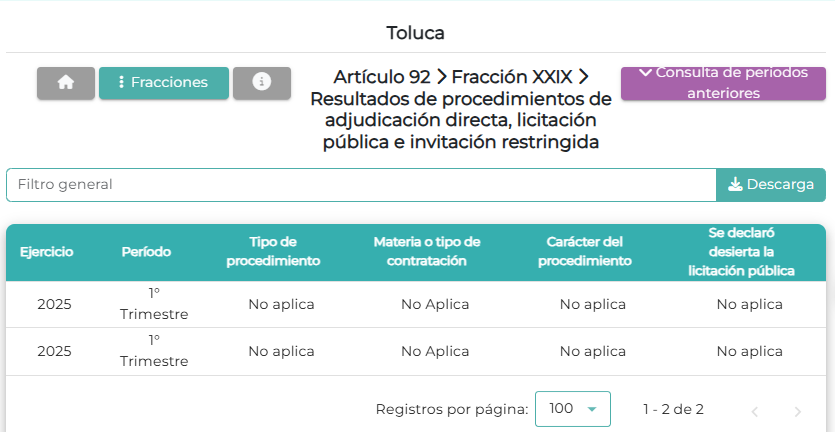 Toluca
Fracciones
Artículo 92 > Fracción XXIX >
Resultados de procedimientos de
adjudicación directa, licitación
pública e invitación restringida
Consulta de períodos
anteriores
Filtro general
Descarga
Ejercicio
Período
Tipo de
procedimiento
Materia o tipo de
contratación
Carácter del
procedimiento
Se declaró
desierta la
licitación pública
2025
1°
Trimestre
No aplica
No Aplica
No aplica
No aplica
2025
1°
Trimestre
No aplica
No Aplica
No aplica
No aplica
Registros por página: 100 1 - 2 de 2